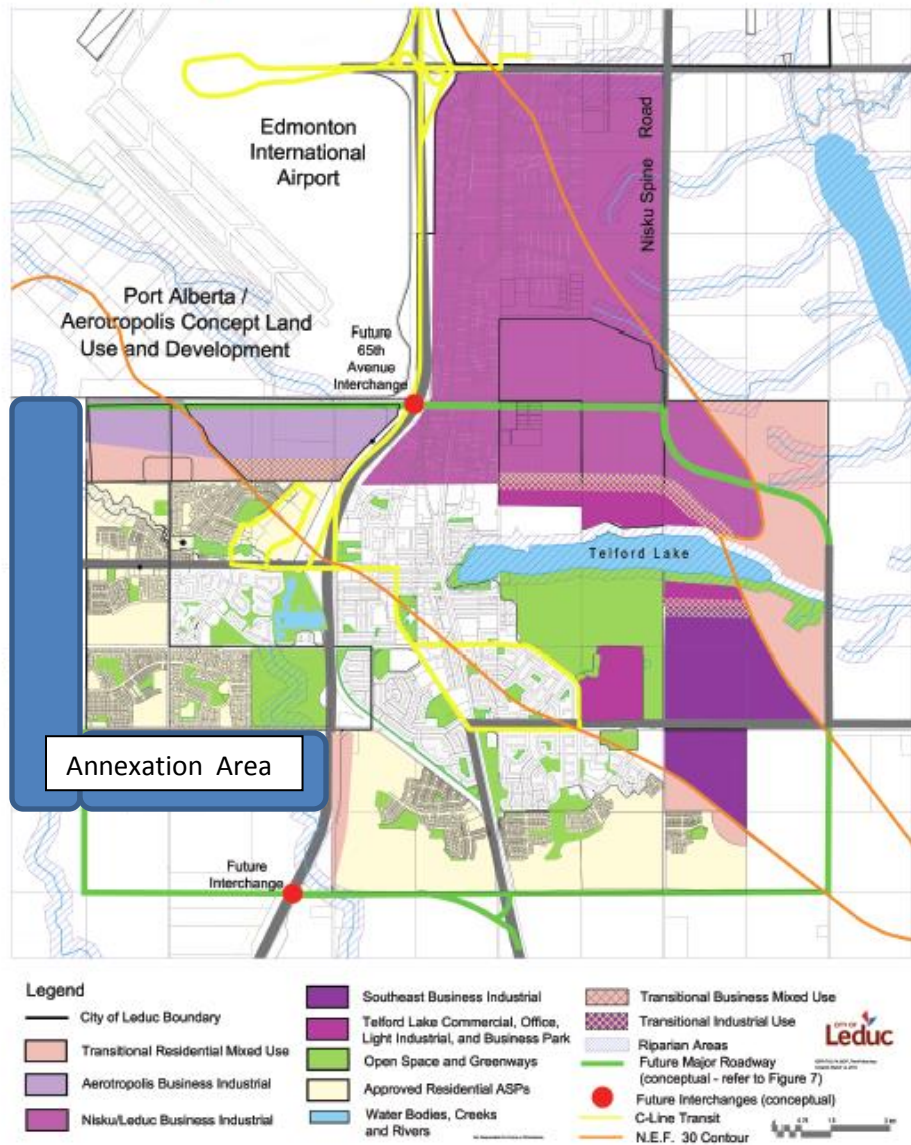 Edmonton
International
Airport
Nisku Spine Road
Port Alberta /
Aerotropolis Concept Land
Use and Development
Future
65th
Avenue
Interchange
Telford Lake
Annexation Area
Future
Interchange
Legend
City of Leduc Boundary
Transitional Residential Mixed Use
Aerotropolis Business Industrial
Nisku/Leduc Business Industrial
Southeast Business Industrial
Telford Lake Commercial, Office,
Light Industrial, and Business Park
Open Space and Greenways
Approved Residential ASPs
Water Bodies, Creeks
and Rivers
Transitional Business Mixed Use
Transitional Industrial Use
Riparian Areas
Future Major Roadway
(conceptual - refer to Figure 7)
Future Interchanges (conceptual)
C-Line Transit
N.E.F. 30 Contour
CITY OF
Leduc